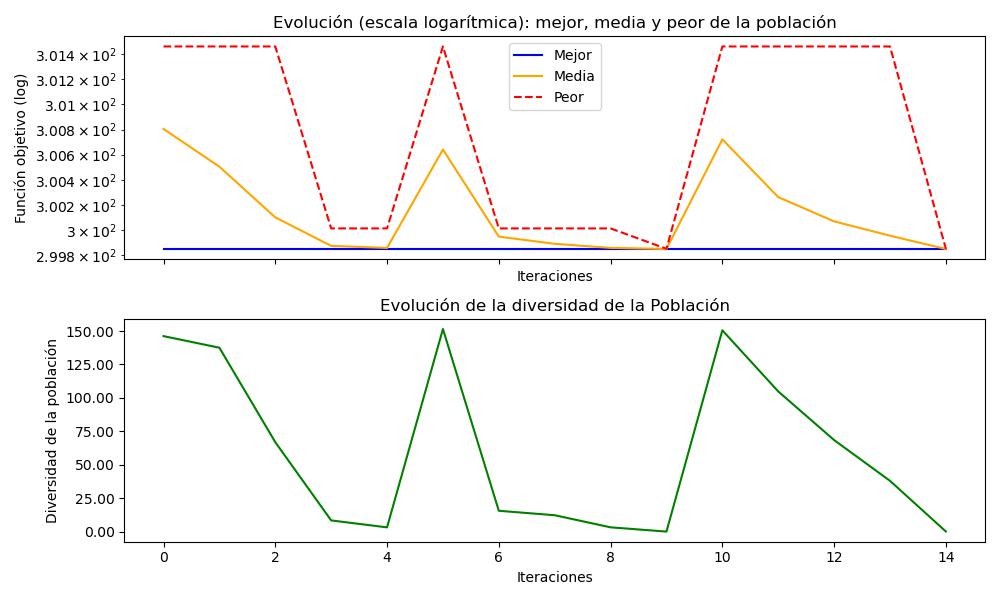 Evolución (escala logarítmica): mejor, media y peor de la población
Función objetivo (log)
3.014 × 10²
3.012 × 10²
3.01 × 10²
3.008 × 10²
3.006 × 10²
3.004 × 10²
3.002 × 10²
3 × 10²
2.998 × 10²
Mejor
Media
Peor
Iteraciones
Evolución de la diversidad de la Población
Diversidad de la población
150.00
125.00
100.00
75.00
50.00
25.00
0.00
0 2 4 6 8 10 12 14
Iteraciones